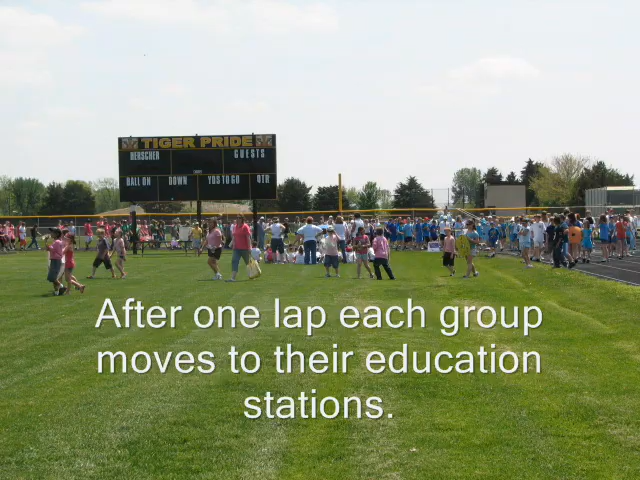 TIGER PRIDE
HERSCHER GUESTS
BALL ON DOWN YDS TO GO QTR
After one lap each group
moves to their education
stations.